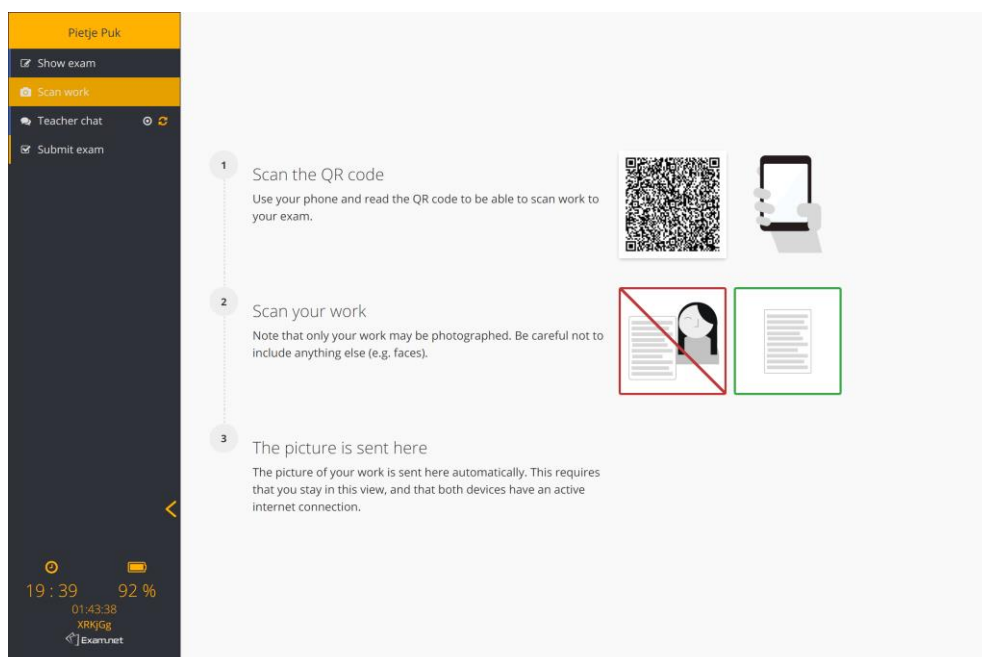 Pietje Puk
Show exam
Scan work
Teacher chat
Submit exam
1
Scan the QR code
Use your phone and read the QR code to be able to scan work to
your exam.
2
Scan your work
Note that only your work may be photographed. Be careful not to
include anything else (e.g. faces).
3
The picture is sent here
The picture of your work is sent here automatically. This requires
that you stay in this view, and that both devices have an active
internet connection.
19 : 39 92 %
01:43:38
XRKjGg
Exam.net